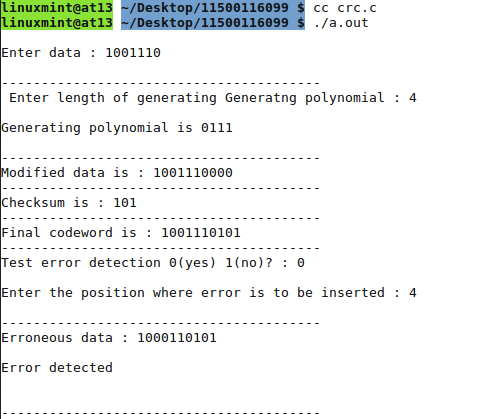 linuxmint@at13 ~/Desktop/11500116099 $ cc crc.c
linuxmint@at13 ~/Desktop/11500116099 $ ./a.out
Enter data : 1001110
----------------------------------------
Enter length of generating Generatng polynomial : 4
Generating polynomial is 0111
----------------------------------------
Modified data is : 1001110000
----------------------------------------
Checksum is : 101
----------------------------------------
Final codeword is : 1001110101
----------------------------------------
Test error detection 0(yes) 1(no)? : 0
Enter the position where error is to be inserted : 4
----------------------------------------
Erroneous data : 1000110101
Error detected
----------------------------------------